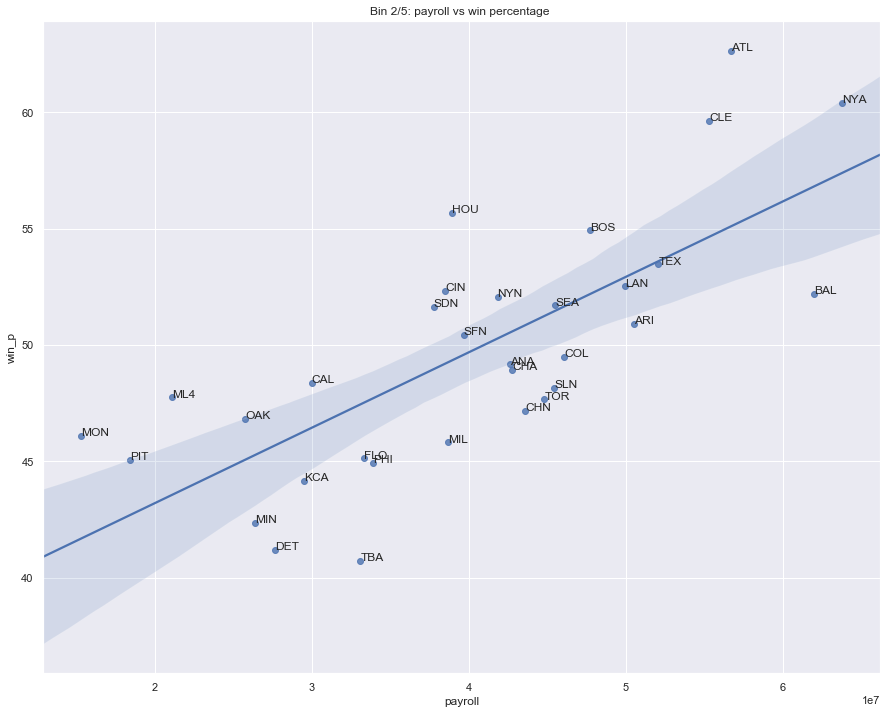 Bin 2/5: payroll vs win percentage
ATL
NYA
60
CLE
HOU
BOS
55
TEX
LAN
BAL
CIN
NYN
SDN
SEA
ARI
SFN
50
COL
ANA
CHA
CAL
SLN
ML4
TOR
CHN
OAK
MON
MIL
PIT
FLO
PHI
45
KCA
MIN
DET
TBA
40
win_p
2
3
4
5
6
1e7
payroll